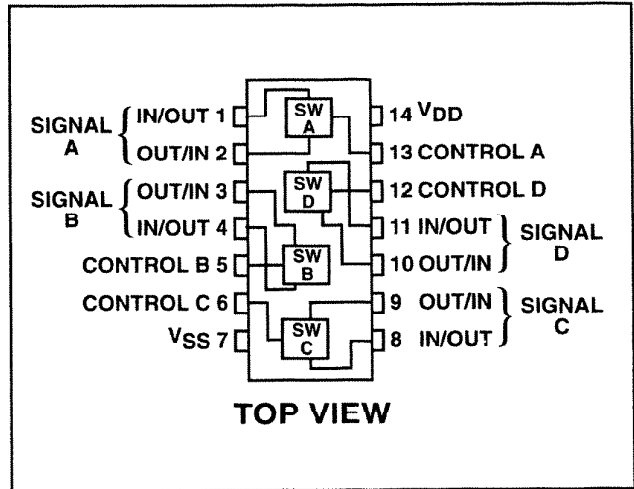 SIGNAL A
IN/OUT 1
OUT/IN 2
SIGNAL B
OUT/IN 3
IN/OUT 4
CONTROL B 5
CONTROL C 6
VSS 7
SW A
SW D
SW B
SW C
14 VDD
13 CONTROL A
12 CONTROL D
11 IN/OUT
10 OUT/IN
SIGNAL D
9 OUT/IN
8 IN/OUT
SIGNAL C
TOP VIEW